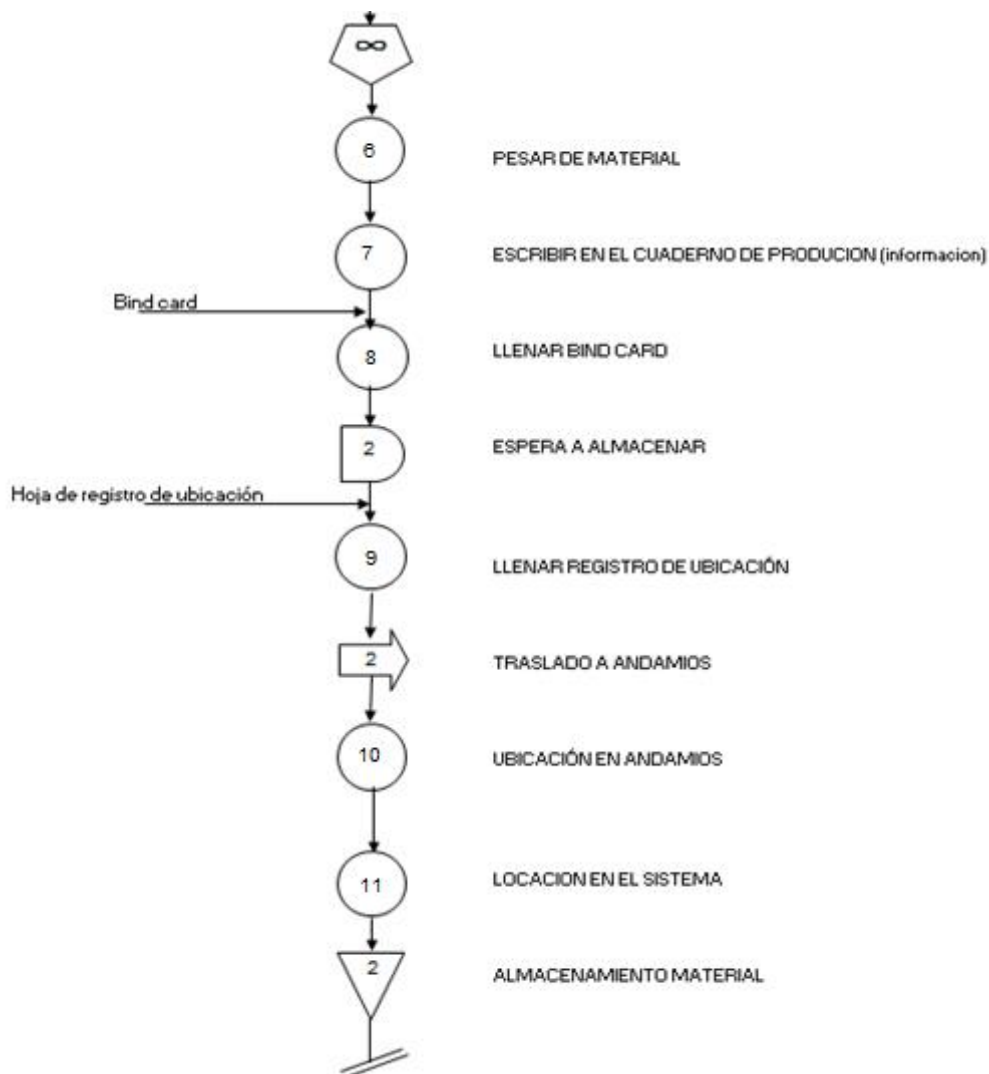 ∞
6 PESAR DE MATERIAL
7 ESCRIBIR EN EL CUADERNO DE PRODUCION (informacion)
Bind card
8 LLENAR BIND CARD
2 ESPERA A ALMACENAR
Hoja de registro de ubicación
9 LLENAR REGISTRO DE UBICACIÓN
2 TRASLADO A ANDAMIOS
10 UBICACIÓN EN ANDAMIOS
11 LOCACION EN EL SISTEMA
2 ALMACENAMIENTO MATERIAL